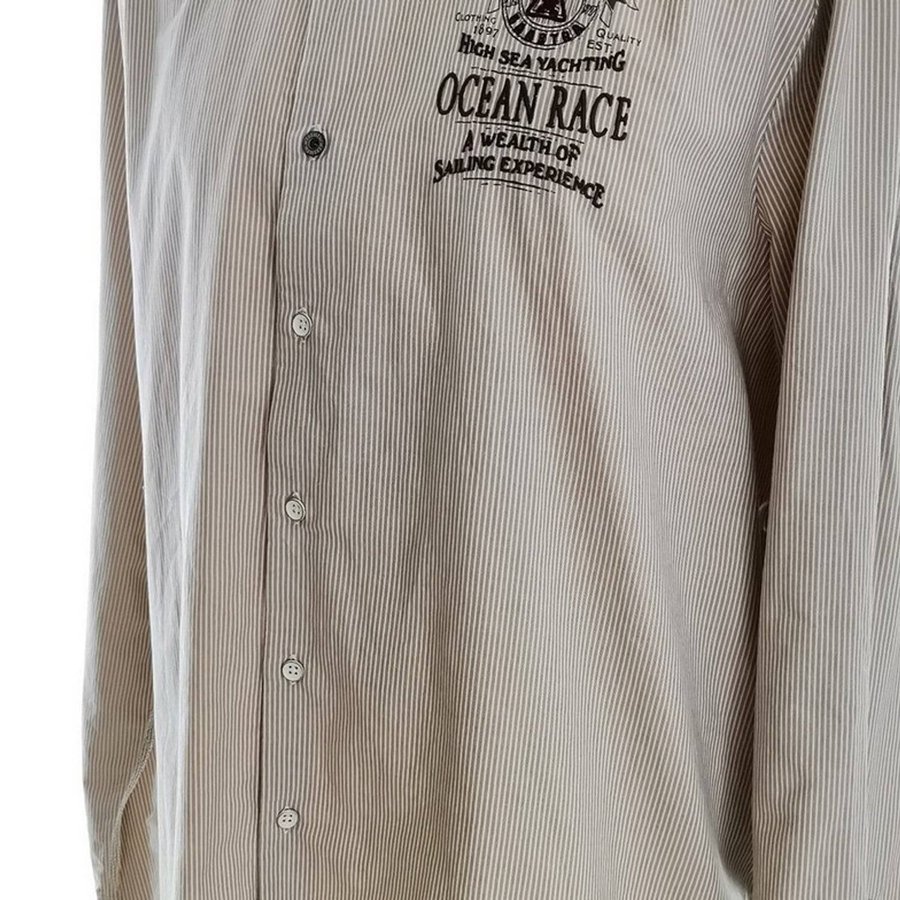 CLOTHING
1897
QUALITY
EST.
HIGH SEA YACHTING
OCEAN RACE
A WEALTH OF
SAILING EXPERIENCE